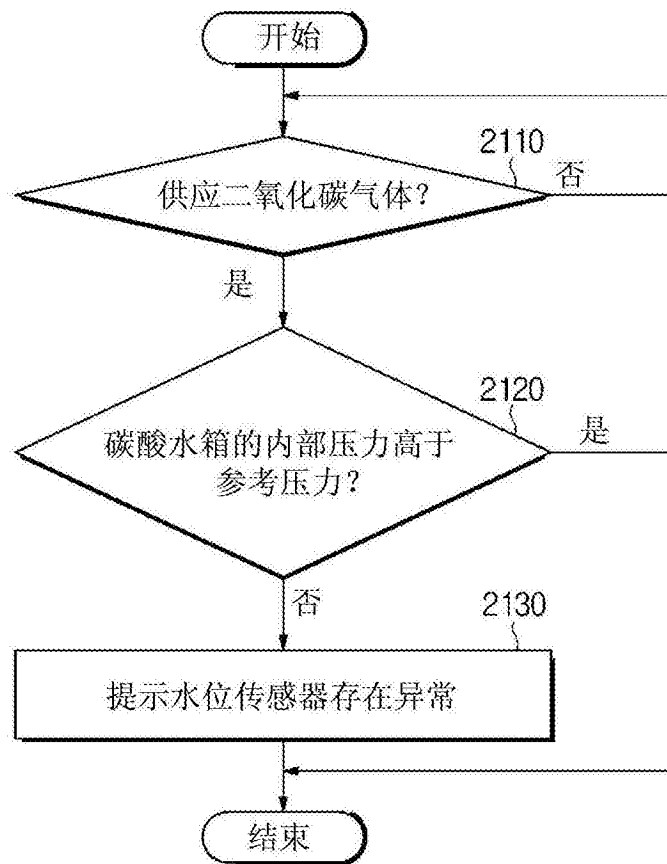 开始
2110
供应二氧化碳气体？
否
是
2120
碳酸水箱的内部压力高于
参考压力？
是
否
2130
提示水位传感器存在异常
结束